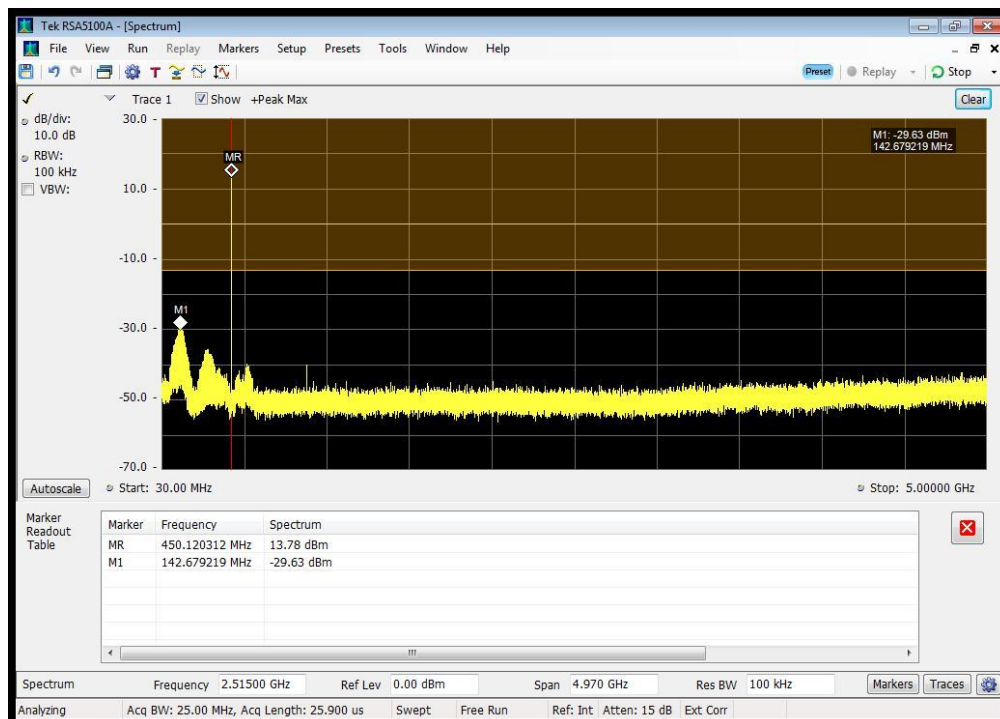 Tek RSA5100A - [Spectrum]
File View Run Replay Markers Setup Presets Tools Window Help
T Preset Replay Stop
Trace 1 Show +Peak Max Clear
dB/div:
10.0 dB
RBW:
100 kHz
VBW:
30.0
10.0
-10.0
-30.0
-50.0
-70.0
M1: -29.63 dBm
142.679219 MHz
MR
M1
Autoscale Start: 30.00 MHz Stop: 5.00000 GHz
Marker
Readout
Table
Marker Frequency Spectrum
MR 450.120312 MHz 13.78 dBm
M1 142.679219 MHz -29.63 dBm
Spectrum Frequency 2.51500 GHz Ref Lev 0.00 dBm Span 4.970 GHz Res BW 100 kHz Markers Traces
Analyzing Acq BW: 25.00 MHz, Acq Length: 25.900 us Swept Free Run Ref: Int Atten: 15 dB Ext Corr